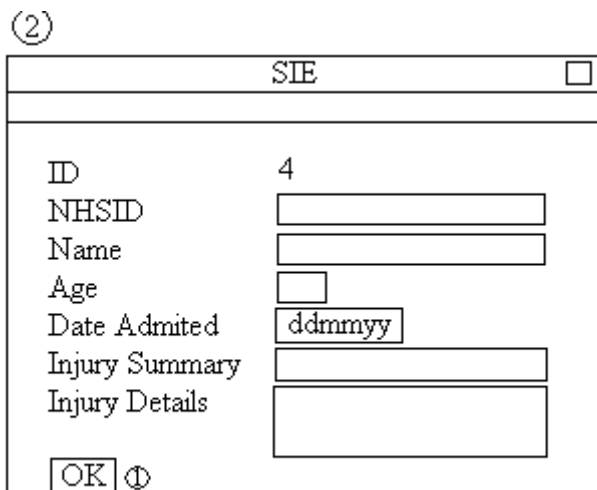 ②
SIE
ID 4
NHSID
Name
Age
Date Admited ddmmyy
Injury Summary
Injury Details
OK ①